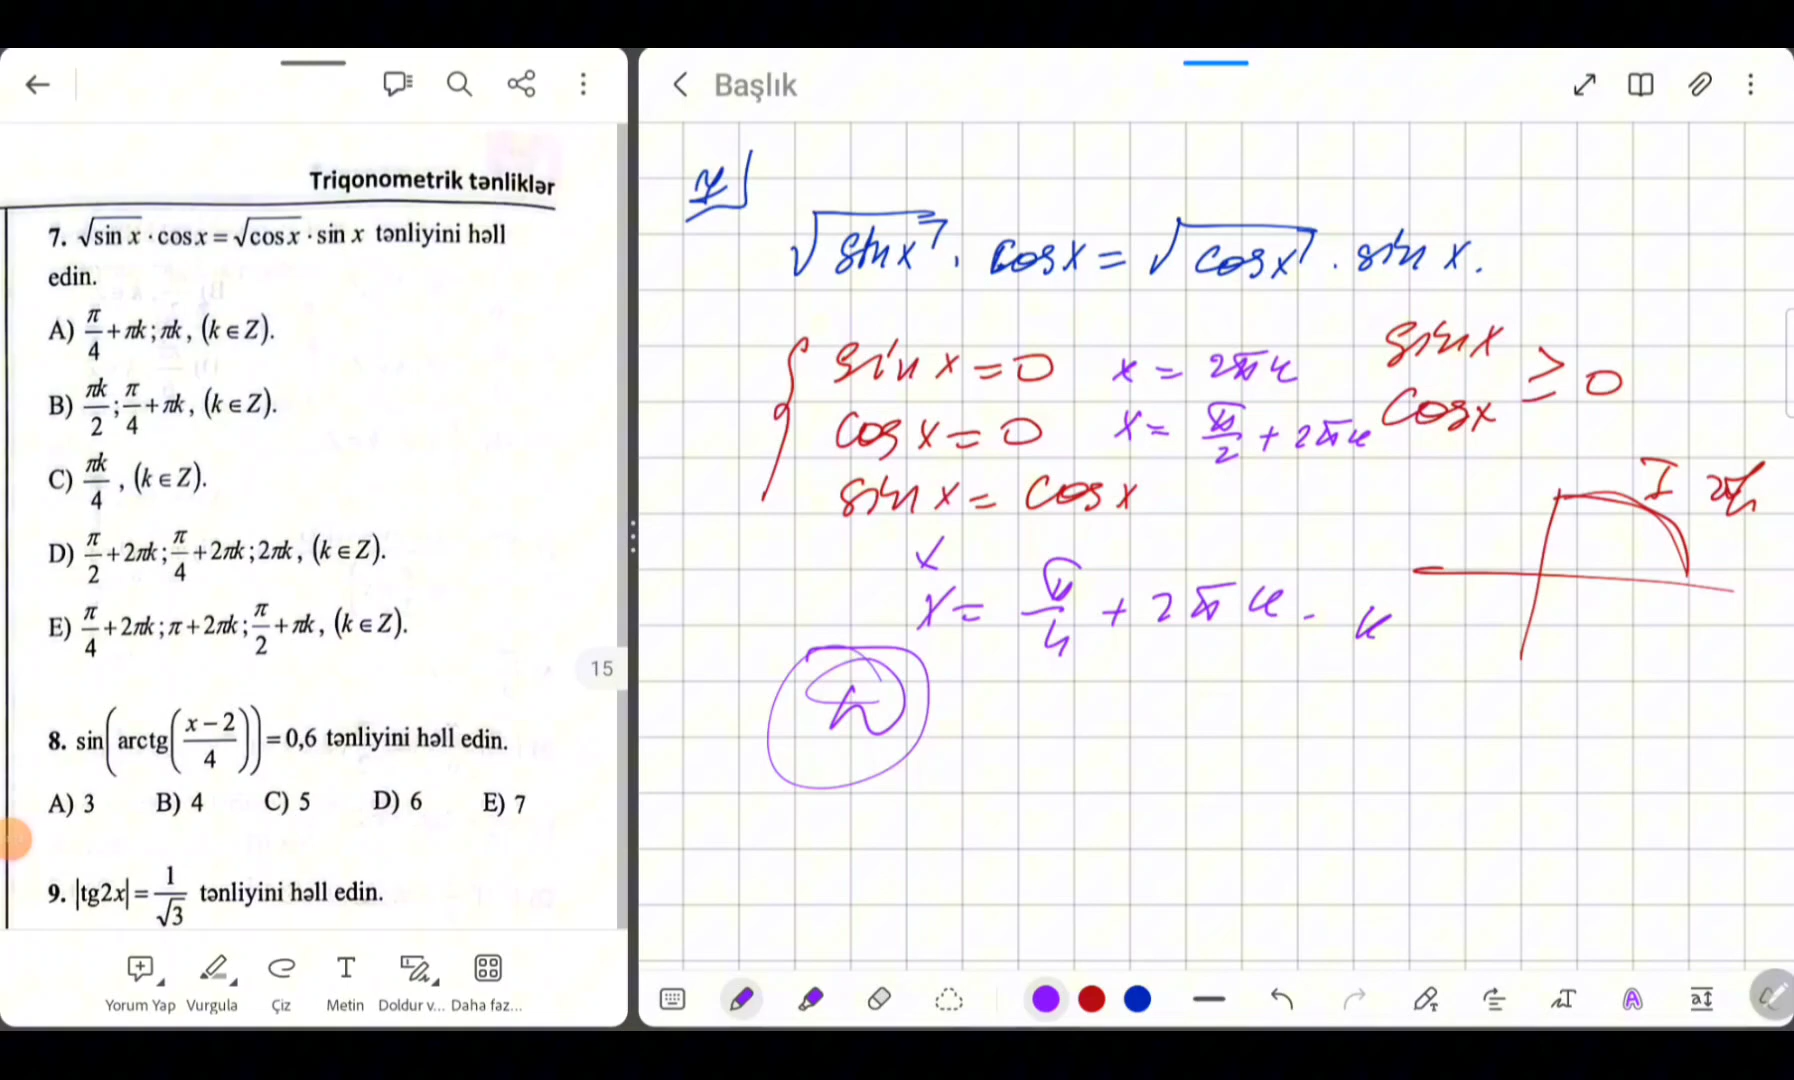 Başlık
Triqonometrik tənliklər
7. √sin x · cos x = √cos x · sin x tənliyini həll
edin.
A) π/4 + πk ; πk , (k ∈ Z).
B) πk/2 ; π/4 + πk , (k ∈ Z).
C) πk/4 , (k ∈ Z).
D) π/2 + 2πk ; π/4 + 2πk ; 2πk , (k ∈ Z).
E) π/4 + 2πk ; π + 2πk ; π/2 + πk , (k ∈ Z).
15
8. sin(arctg((x − 2)/4)) = 0,6 tənliyini həll edin.
A) 3 B) 4 C) 5 D) 6 E) 7
9. |tg2x| = 1/√3 tənliyini həll edin.
Yorum Yap Vurgula Çiz Metin Doldur v... Daha faz...
7
√sin x . cos x = √cos x . sin x.
sin x = 0 x = 2πk
cos x = 0 x = π/2 + 2πk
sin x = cos x
sin x
cos x ≥ 0
I
x = π/4 + 2πk